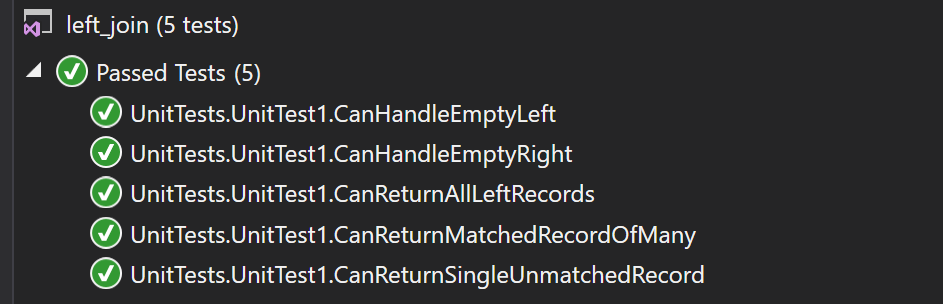 left_join (5 tests)
Passed Tests (5)
UnitTests.UnitTest1.CanHandleEmptyLeft
UnitTests.UnitTest1.CanHandleEmptyRight
UnitTests.UnitTest1.CanReturnAllLeftRecords
UnitTests.UnitTest1.CanReturnMatchedRecordOfMany
UnitTests.UnitTest1.CanReturnSingleUnmatchedRecord